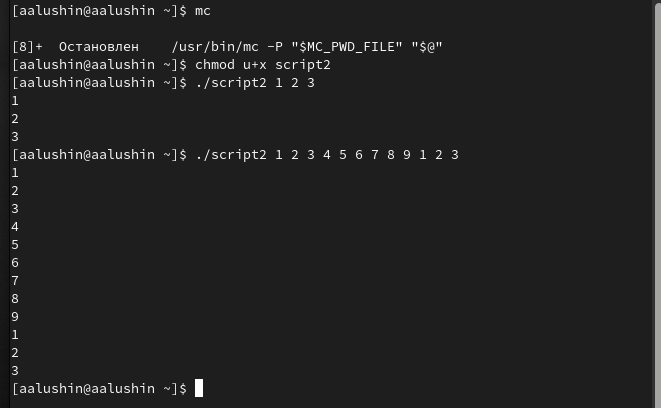 [aalushin@aalushin ~]$ mc
[8]+  Остановлен    /usr/bin/mc -P "$MC_PWD_FILE" "$@"
[aalushin@aalushin ~]$ chmod u+x script2
[aalushin@aalushin ~]$ ./script2 1 2 3
1
2
3
[aalushin@aalushin ~]$ ./script2 1 2 3 4 5 6 7 8 9 1 2 3
1
2
3
4
5
6
7
8
9
1
2
3
[aalushin@aalushin ~]$